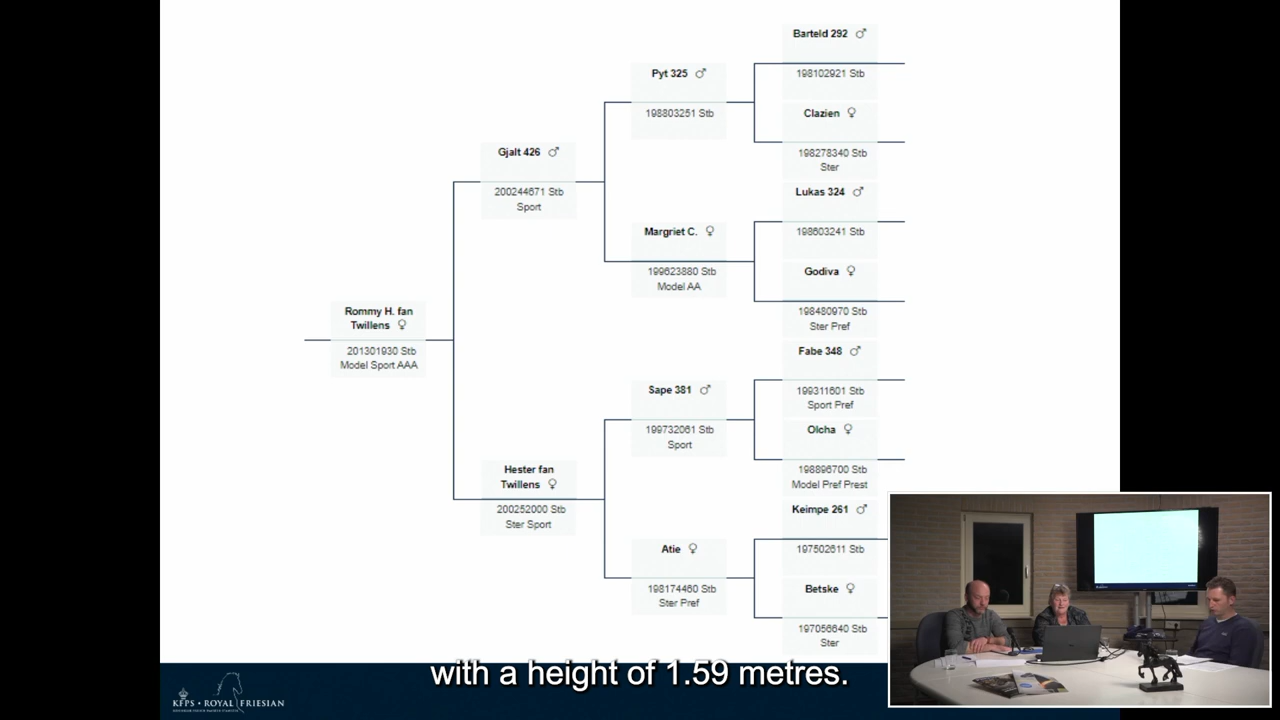 Barteld 292 ♂
198102921 Stb
Pyt 325 ♂
198803251 Stb
Clazien ♀
198278340 Stb
Ster
Gjalt 426 ♂
200244671 Stb
Sport
Lukas 324 ♂
198603241 Stb
Margriet C. ♀
199623880 Stb
Model AA
Godiva ♀
198480970 Stb
Ster Pref
Rommy H. fan
Twillens ♀
201301930 Stb
Model Sport AAA
Fabe 348 ♂
199311601 Stb
Sport Pref
Sape 381 ♂
199732061 Stb
Sport
Olcha ♀
198896700 Stb
Model Pref Prest
Hester fan
Twillens ♀
200252000 Stb
Ster Sport
Keimpe 261 ♂
197502611 Stb
Atie ♀
198174460 Stb
Ster Pref
Betske ♀
197056640 Stb
Ster
with a height of 1.59 metres.
KFPS • ROYAL FRIESIAN